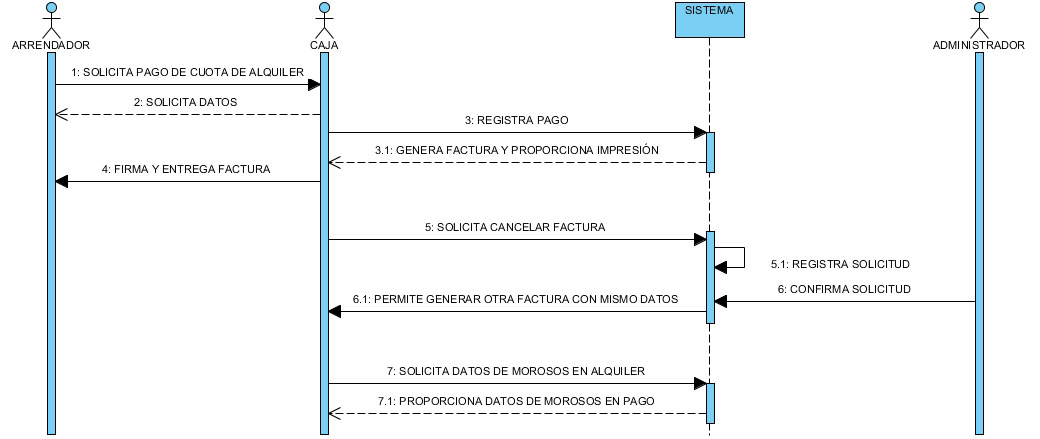 SISTEMA
ARRENDADOR
CAJA
ADMINISTRADOR
1: SOLICITA PAGO DE CUOTA DE ALQUILER
2: SOLICITA DATOS
3: REGISTRA PAGO
3.1: GENERA FACTURA Y PROPORCIONA IMPRESIÓN
4: FIRMA Y ENTREGA FACTURA
5: SOLICITA CANCELAR FACTURA
5.1: REGISTRA SOLICITUD
6: CONFIRMA SOLICITUD
6.1: PERMITE GENERAR OTRA FACTURA CON MISMO DATOS
7: SOLICITA DATOS DE MOROSOS EN ALQUILER
7.1: PROPORCIONA DATOS DE MOROSOS EN PAGO